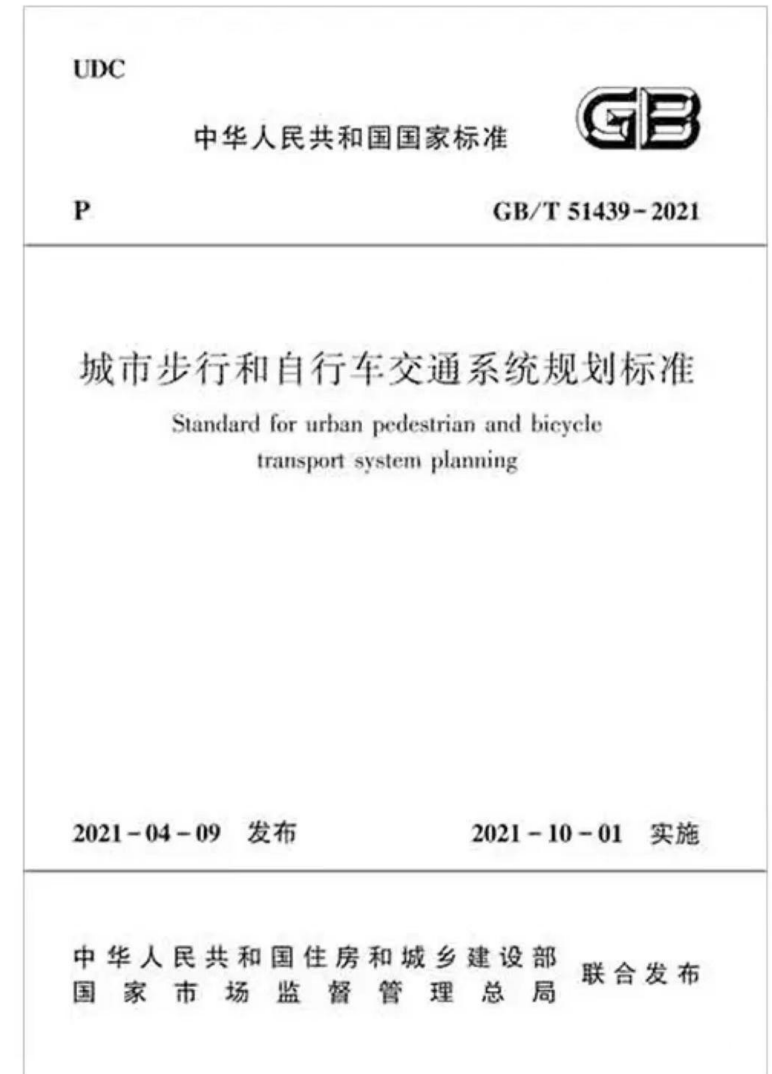 UDC
中华人民共和国国家标准
GB
P
GB/T 51439-2021
城市步行和自行车交通系统规划标准
Standard for urban pedestrian and bicycle
transport system planning
2021-04-09 发布
2021-10-01 实施
中华人民共和国住房和城乡建设部
国家市场监督管理总局
联合发布